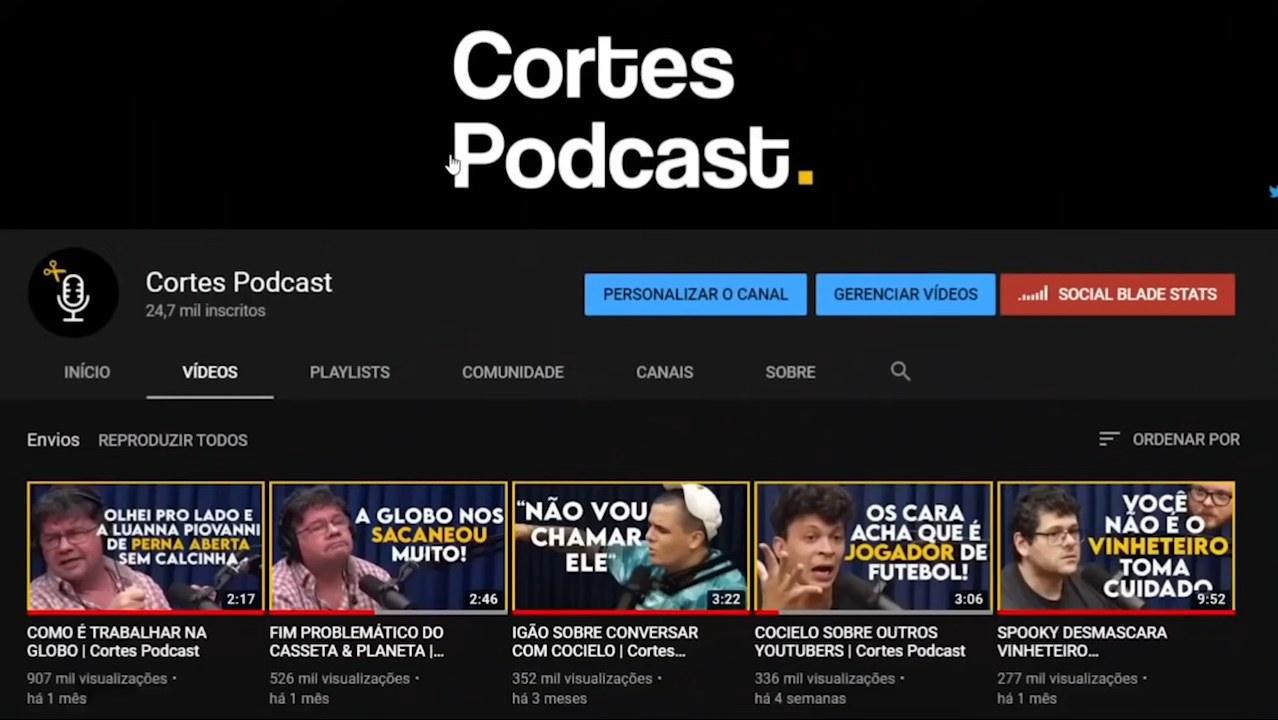 Cortes
Podcast.
Cortes Podcast
24,7 mil inscritos
PERSONALIZAR O CANAL
GERENCIAR VÍDEOS
SOCIAL BLADE STATS
INÍCIO
VÍDEOS
PLAYLISTS
COMUNIDADE
CANAIS
SOBRE
Envios
REPRODUZIR TODOS
ORDENAR POR
OLHEI PRO LADO E
A LUANNA PIOVANNI
DE PERNA ABERTA
SEM CALCINHA
2:17
COMO É TRABALHAR NA
GLOBO | Cortes Podcast
907 mil visualizações •
há 1 mês
A GLOBO NOS
SACANEOU
MUITO!
2:46
FIM PROBLEMÁTICO DO
CASSETA & PLANETA |...
526 mil visualizações •
há 1 mês
“NÃO VOU
CHAMAR
ELE“
3:22
IGÃO SOBRE CONVERSAR
COM COCIELO | Cortes...
352 mil visualizações •
há 3 meses
OS CARA
ACHA QUE É
JOGADOR DE
FUTEBOL!
3:06
COCIELO SOBRE OUTROS
YOUTUBERS | Cortes Podcast
336 mil visualizações •
há 4 semanas
VOCÊ
NÃO É O
VINHETEIRO
TOMA
CUIDADO
9:52
SPOOKY DESMASCARA
VINHETEIRO...
277 mil visualizações •
há 1 mês